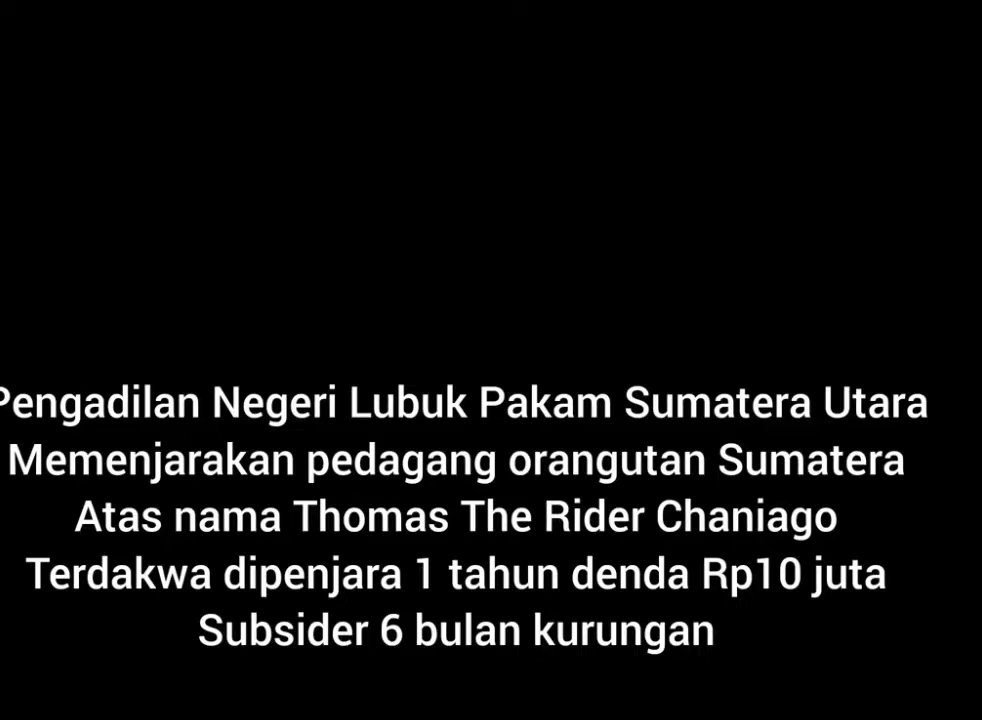 Pengadilan Negeri Lubuk Pakam Sumatera Utara
Memenjarakan pedagang orangutan Sumatera
Atas nama Thomas The Rider Chaniago
Terdakwa dipenjara 1 tahun denda Rp10 juta
Subsider 6 bulan kurungan